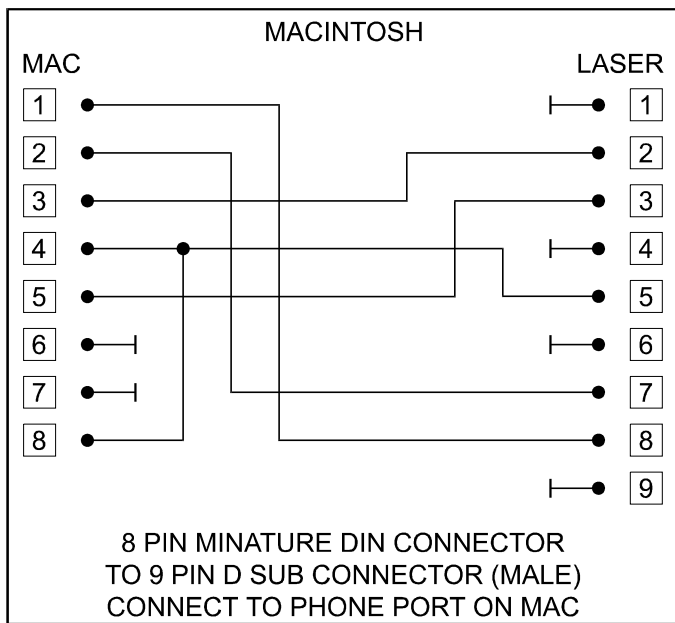 MACINTOSH
MAC LASER
1 1
2 2
3 3
4 4
5 5
6 6
7 7
8 8
9
8 PIN MINATURE DIN CONNECTOR
TO 9 PIN D SUB CONNECTOR (MALE)
CONNECT TO PHONE PORT ON MAC